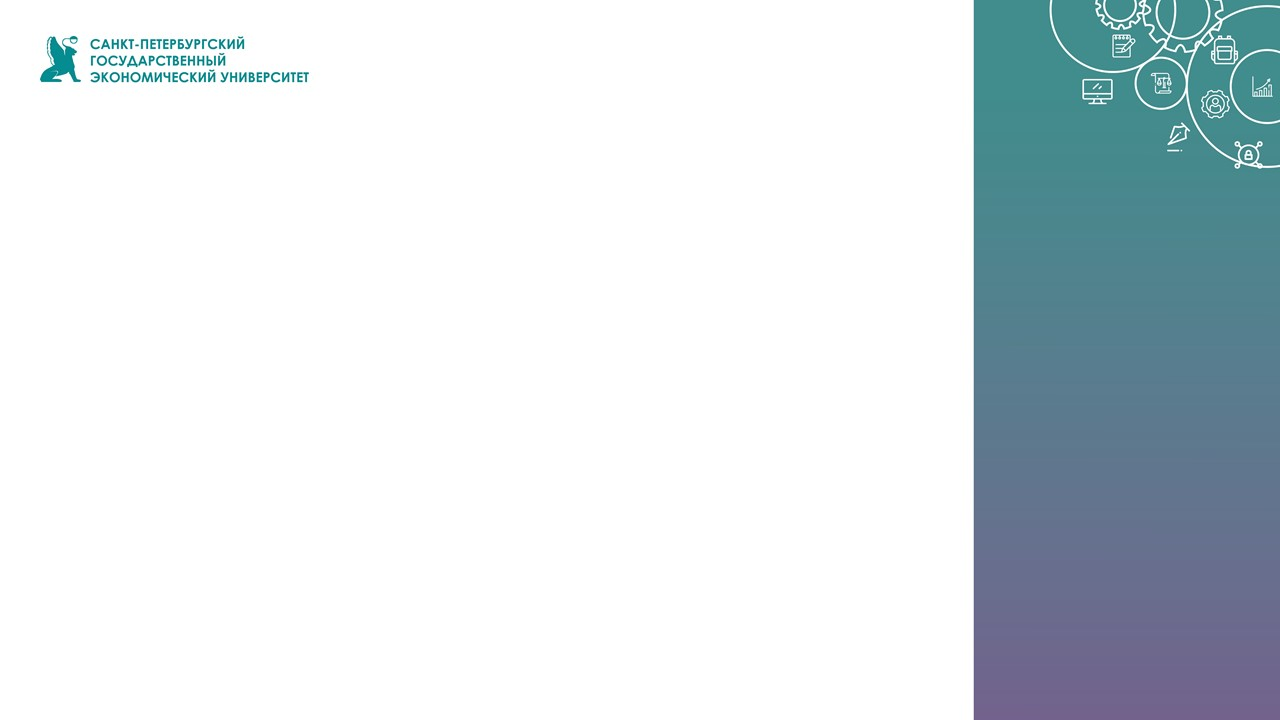 САНКТ-ПЕТЕРБУРГСКИЙ
ГОСУДАРСТВЕННЫЙ
ЭКОНОМИЧЕСКИЙ УНИВЕРСИТЕТ